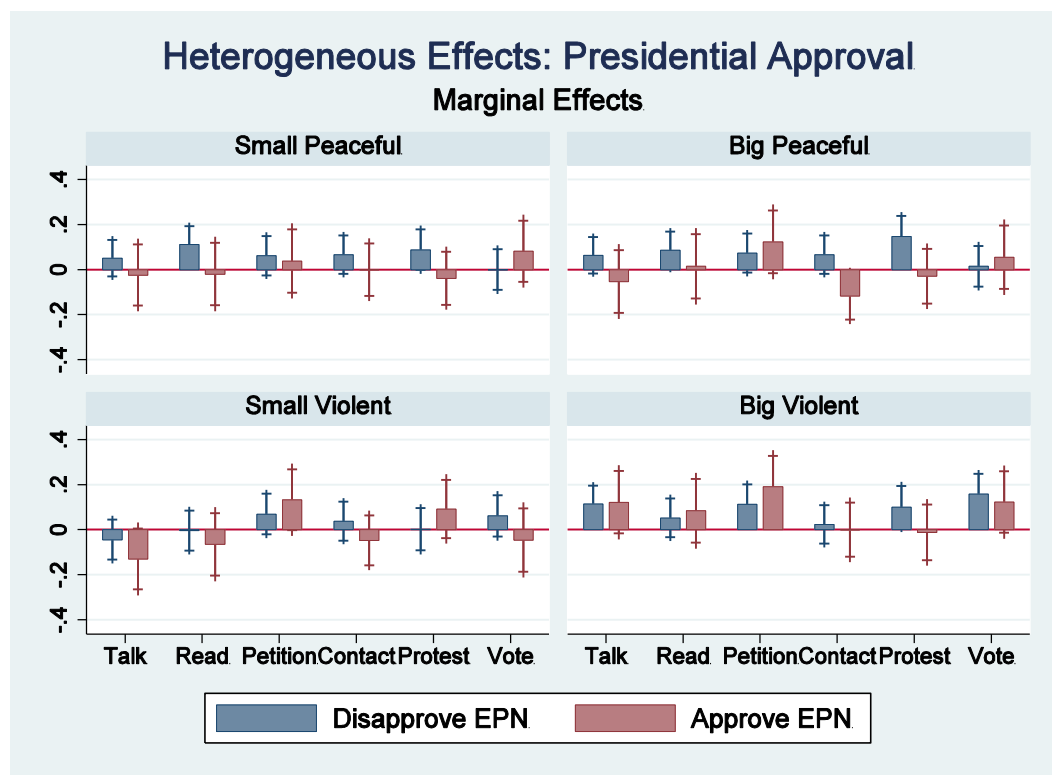 Heterogeneous Effects: Presidential Approval
Marginal Effects
Small Peaceful
Big Peaceful
.4
.2
0
-.2
-.4
Small Violent
Big Violent
.4
.2
0
-.2
-.4
Talk Read Petition Contact Protest Vote
Talk Read Petition Contact Protest Vote
Disapprove EPN
Approve EPN